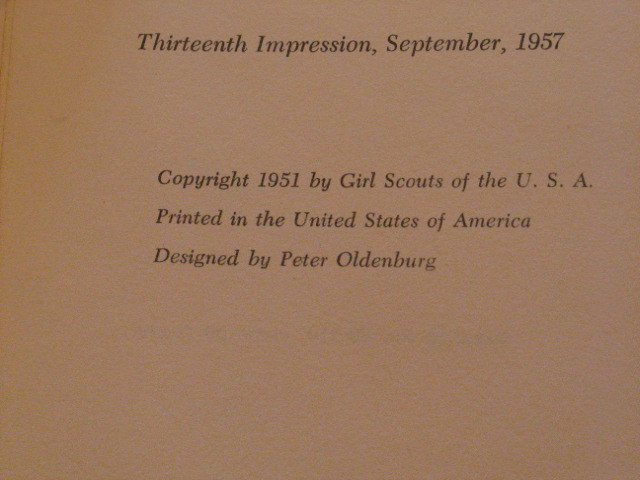 Thirteenth Impression, September, 1957
Copyright 1951 by Girl Scouts of the U. S. A.
Printed in the United States of America
Designed by Peter Oldenburg